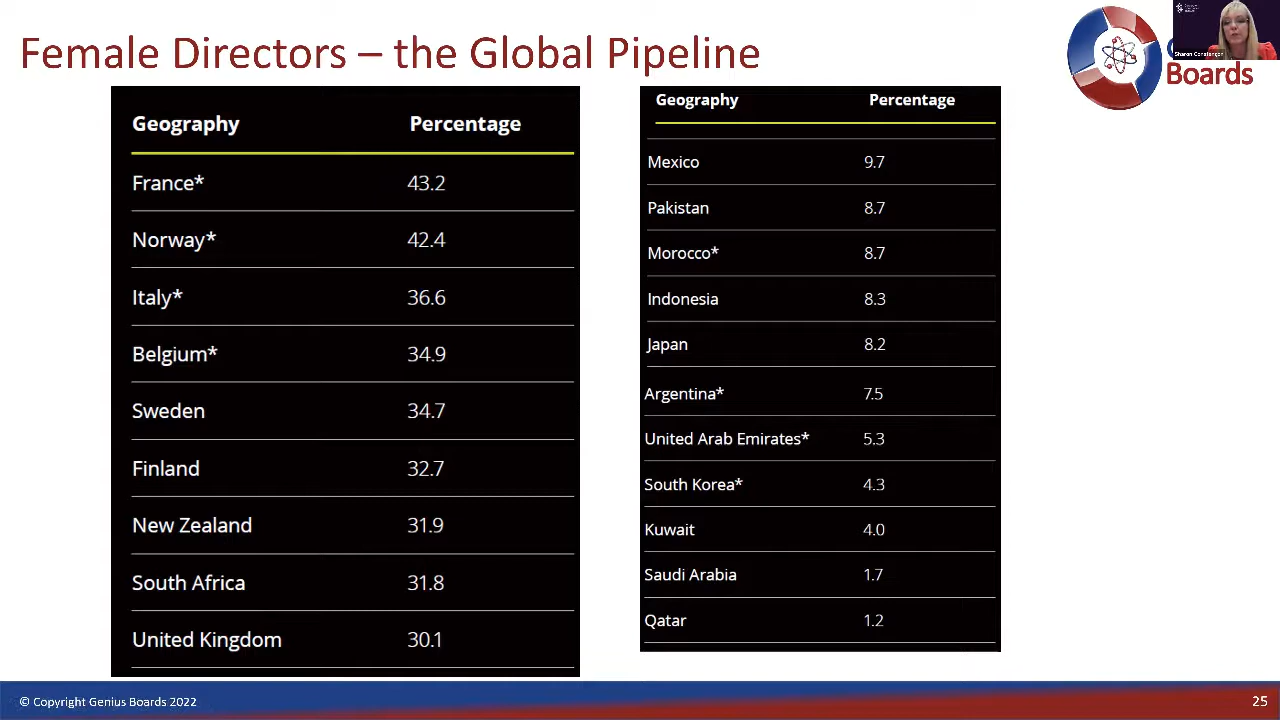 Female Directors – the Global Pipeline
Sharon Constançon
Boards
Geography Percentage
France* 43.2
Norway* 42.4
Italy* 36.6
Belgium* 34.9
Sweden 34.7
Finland 32.7
New Zealand 31.9
South Africa 31.8
United Kingdom 30.1
Geography Percentage
Mexico 9.7
Pakistan 8.7
Morocco* 8.7
Indonesia 8.3
Japan 8.2
Argentina* 7.5
United Arab Emirates* 5.3
South Korea* 4.3
Kuwait 4.0
Saudi Arabia 1.7
Qatar 1.2
© Copyright Genius Boards 2022
25